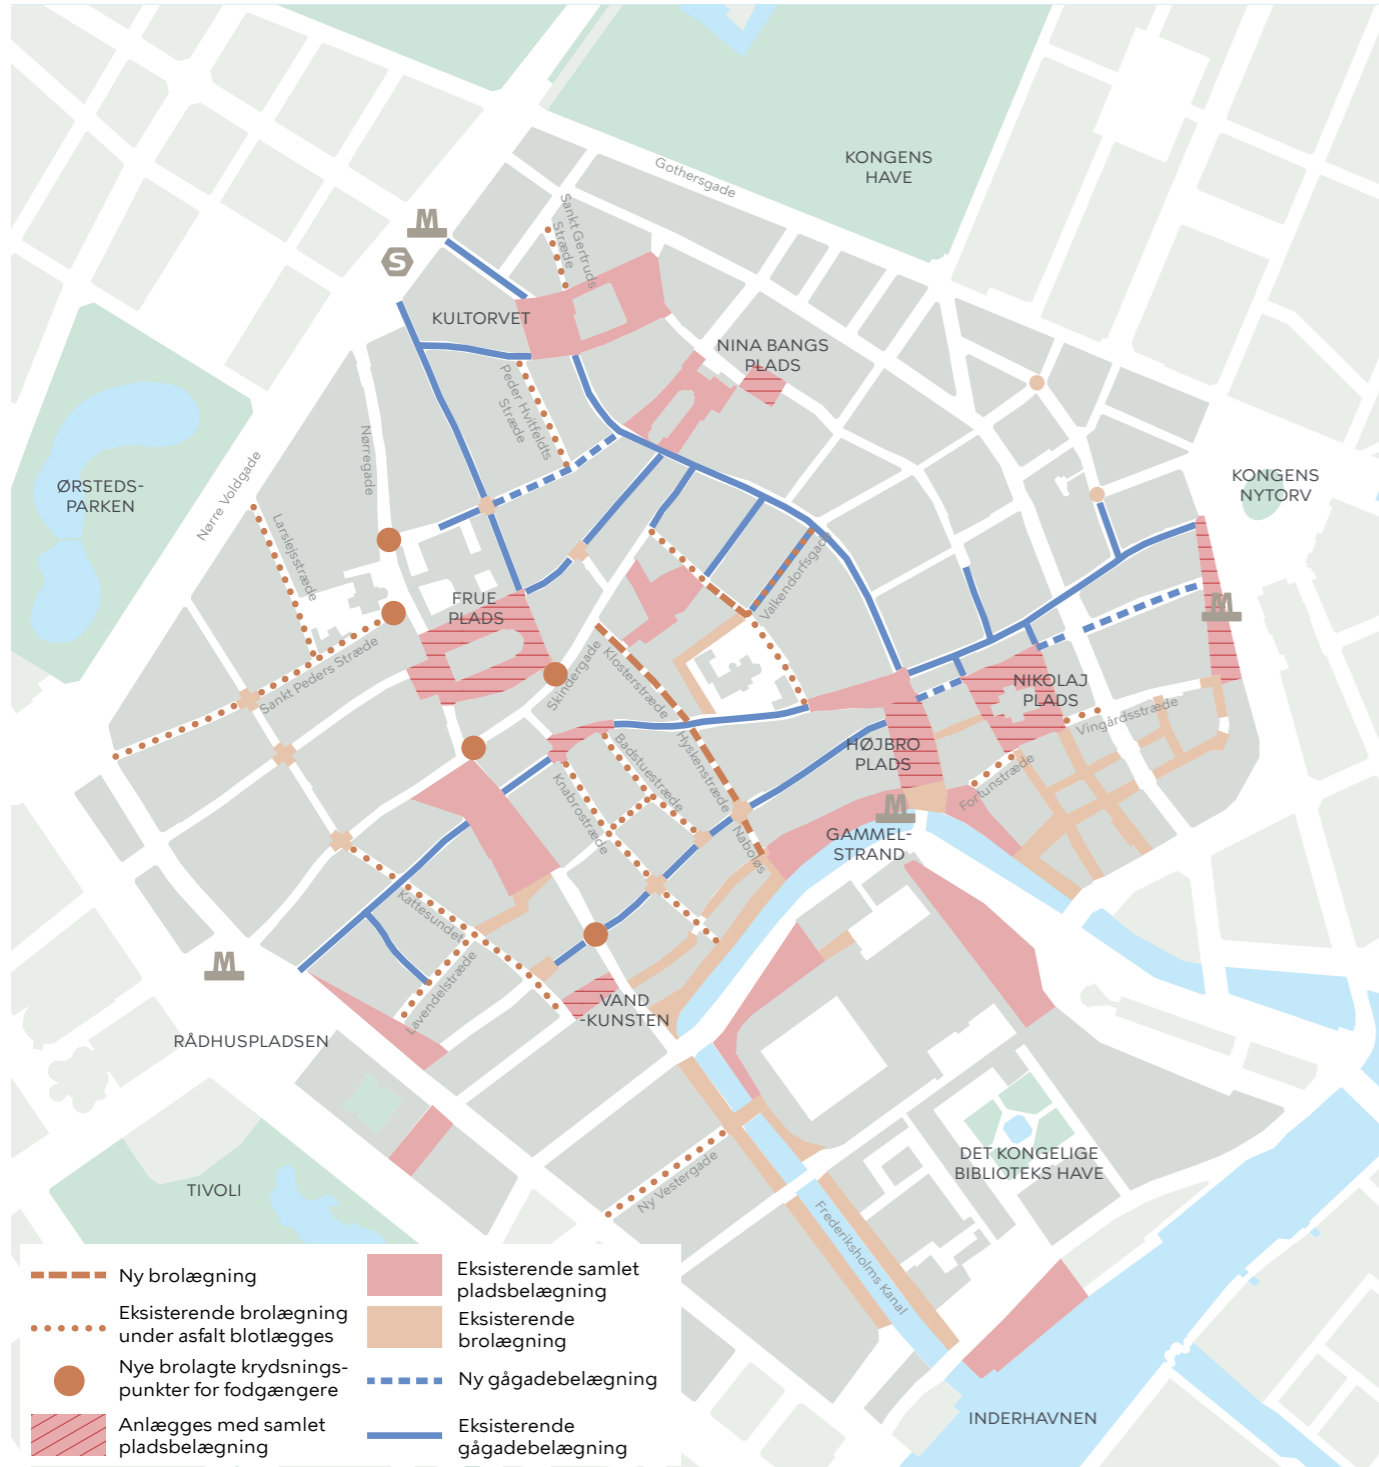 KONGENS
HAVE
Gothersgade
Sankt Gertruds
Stræde
M
S
KULTORVET
NINA BANGS
PLADS
Peder Hvitfeldts
Stræde
Nørregade
ØRSTEDS-
PARKEN
Nørre Voldgade
KONGENS
NYTORV
Larslejsstræde
Valkendorfsgade
FRUE
PLADS
M
Sankt Peders Stræde
Skindergade
Klosterstræde
NIKOLAJ
PLADS
Vingårdsstræde
Hyskenstræde
HØJBRO
PLADS
Badstuestræde
Knabrostræde
Fortunstræde
M
Naboløs
GAMMEL-
STRAND
Kattesundet
M
Lavendelstræde
VAND
-KUNSTEN
RÅDHUSPLADSEN
DET KONGELIGE
BIBLIOTEKS HAVE
TIVOLI
Ny Vestergade
Frederiksholms Kanal
INDERHAVNEN
Ny brolægning
Eksisterende brolægning
under asfalt blotlægges
Nye brolagte krydsnings-
punkter for fodgængere
Anlægges med samlet
pladsbelægning
Eksisterende samlet
pladsbelægning
Eksisterende
brolægning
Ny gågadebelægning
Eksisterende
gågadebelægning